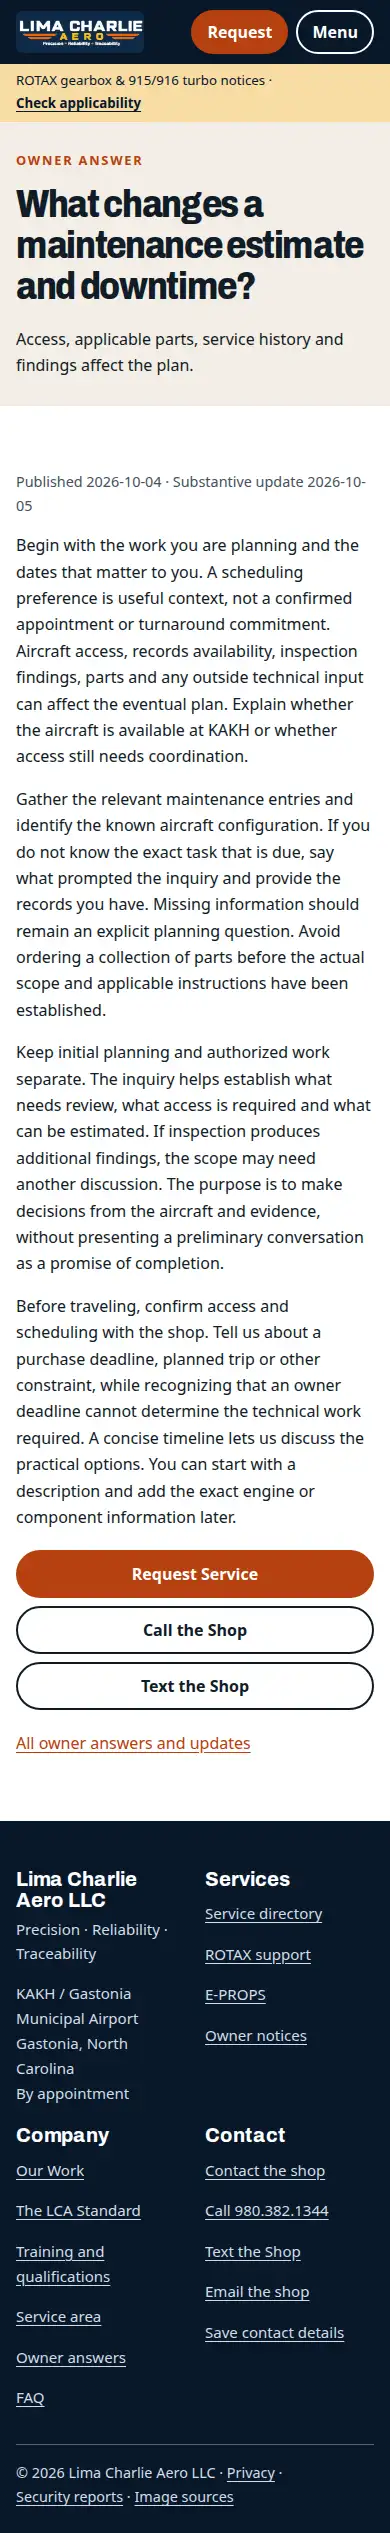 LIMA CHARLIE
AERO
Precision • Reliability • Traceability
Request
Menu
ROTAX gearbox & 915/916 turbo notices ·
Check applicability
OWNER ANSWER
What changes a
maintenance estimate
and downtime?
Access, applicable parts, service history and
findings affect the plan.
Published 2026-10-04 · Substantive update 2026-10-
05
Begin with the work you are planning and the
dates that matter to you. A scheduling
preference is useful context, not a confirmed
appointment or turnaround commitment.
Aircraft access, records availability, inspection
findings, parts and any outside technical input
can affect the eventual plan. Explain whether
the aircraft is available at KAKH or whether
access still needs coordination.
Gather the relevant maintenance entries and
identify the known aircraft configuration. If you
do not know the exact task that is due, say
what prompted the inquiry and provide the
records you have. Missing information should
remain an explicit planning question. Avoid
ordering a collection of parts before the actual
scope and applicable instructions have been
established.
Keep initial planning and authorized work
separate. The inquiry helps establish what
needs review, what access is required and what
can be estimated. If inspection produces
additional findings, the scope may need
another discussion. The purpose is to make
decisions from the aircraft and evidence,
without presenting a preliminary conversation
as a promise of completion.
Before traveling, confirm access and
scheduling with the shop. Tell us about a
purchase deadline, planned trip or other
constraint, while recognizing that an owner
deadline cannot determine the technical work
required. A concise timeline lets us discuss the
practical options. You can start with a
description and add the exact engine or
component information later.
Request Service
Call the Shop
Text the Shop
All owner answers and updates
Lima Charlie
Aero LLC
Precision · Reliability ·
Traceability
KAKH / Gastonia
Municipal Airport
Gastonia, North
Carolina
By appointment
Services
Service directory
ROTAX support
E-PROPS
Owner notices
Company
Our Work
The LCA Standard
Training and
qualifications
Service area
Owner answers
FAQ
Contact
Contact the shop
Call 980.382.1344
Text the Shop
Email the shop
Save contact details
© 2026 Lima Charlie Aero LLC · Privacy ·
Security reports · Image sources